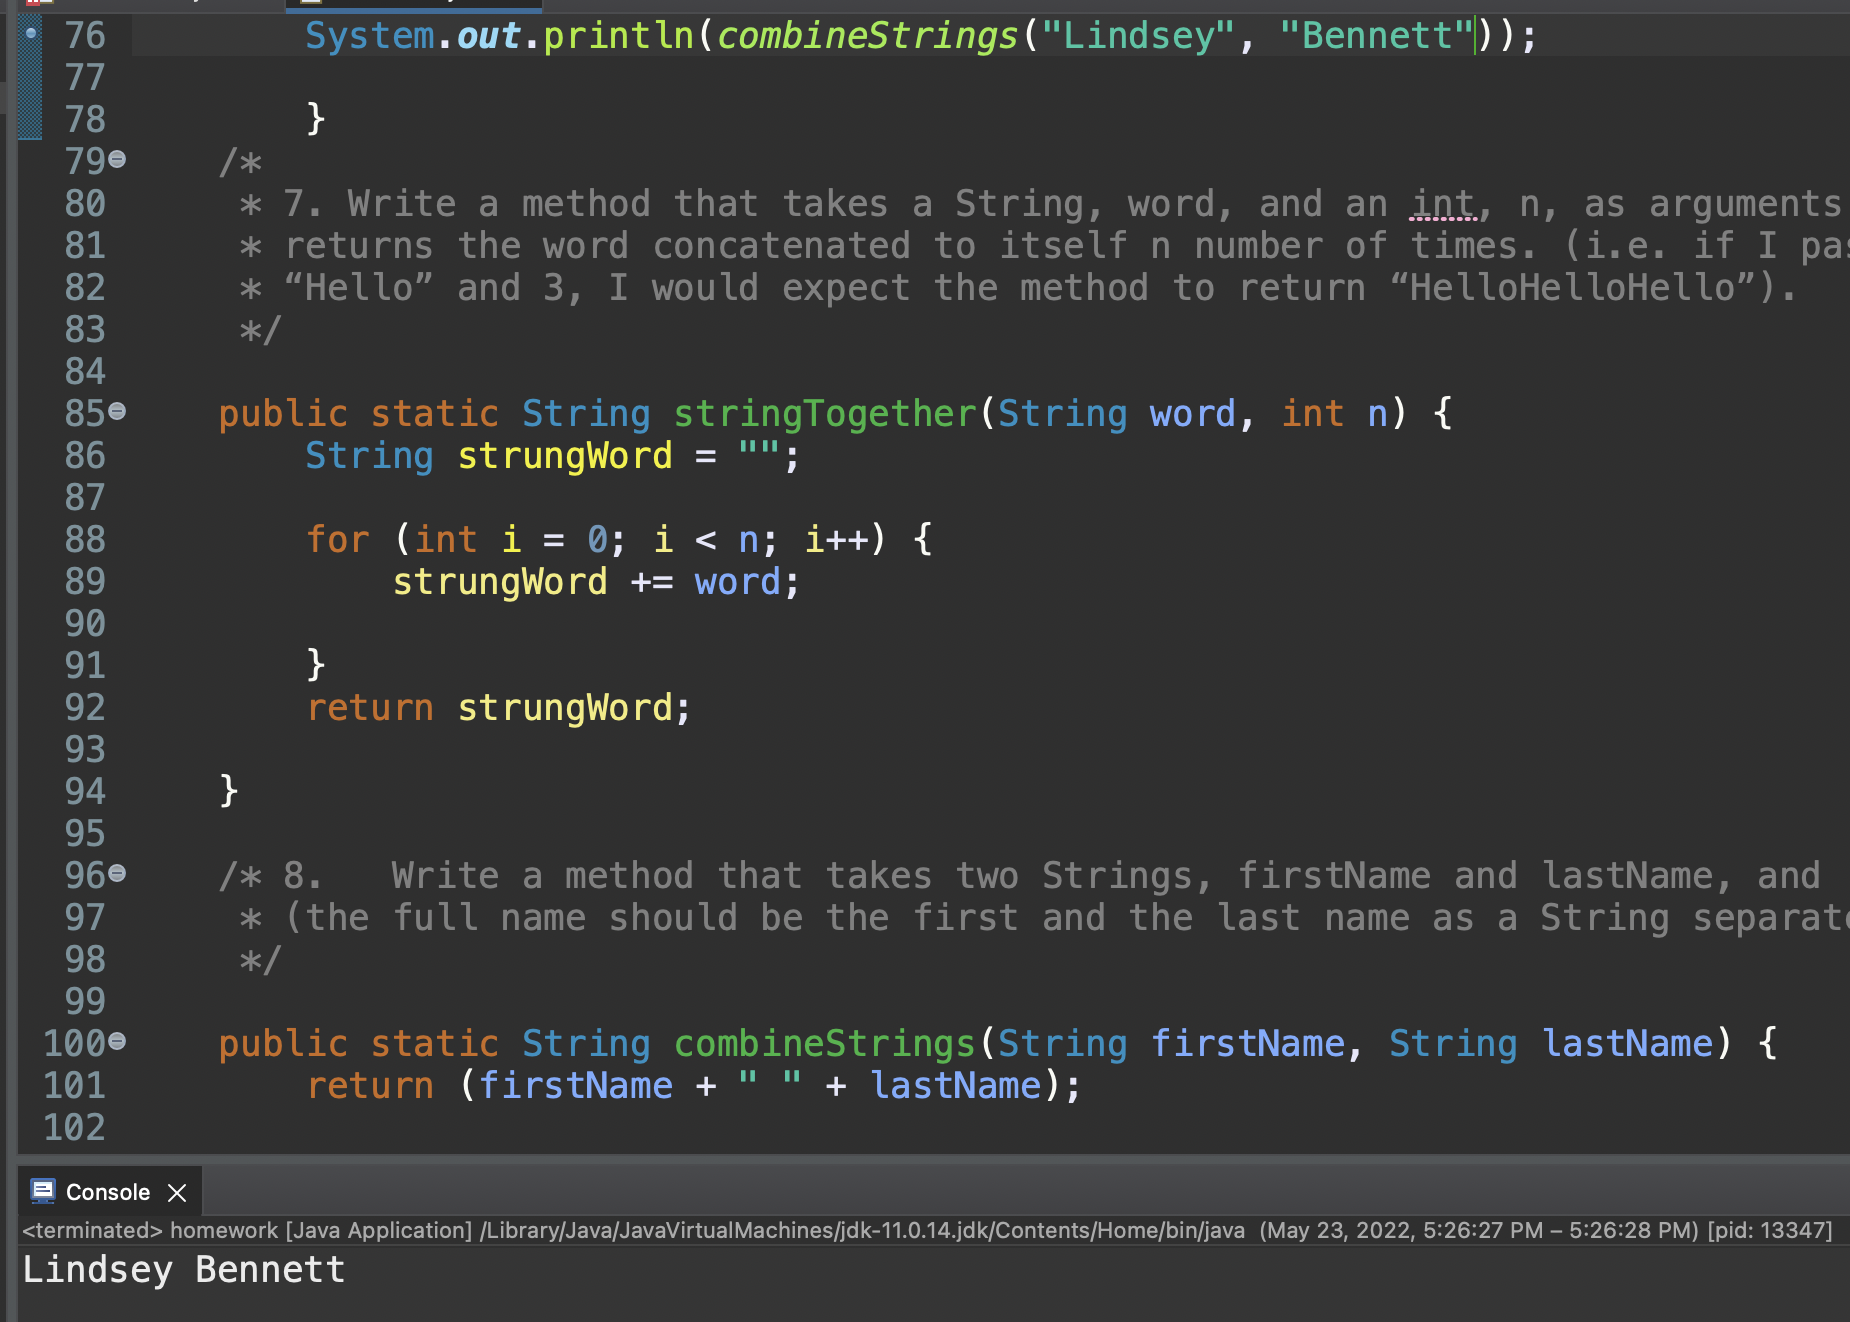 76 System.out.println(combineStrings("Lindsey", "Bennett"));
77
78 }
79 /*
80 * 7. Write a method that takes a String, word, and an int, n, as arguments
81 * returns the word concatenated to itself n number of times. (i.e. if I
82 * “Hello” and 3, I would expect the method to return “HelloHelloHello”).
83 */
84
85 public static String stringTogether(String word, int n) {
86 String strungWord = "";
87
88 for (int i = 0; i < n; i++) {
89 strungWord += word;
90
91 }
92 return strungWord;
93
94 }
95
96 /* 8.   Write a method that takes two Strings, firstName and lastName, and
97 * (the full name should be the first and the last name as a String
98 */
99
100 public static String combineStrings(String firstName, String lastName) {
101 return (firstName + " " + lastName);
102
Console
<terminated> homework [Java Application] /Library/Java/JavaVirtualMachines/jdk-11.0.14.jdk/Contents/Home/bin/java (May 23, 2022, 5:26:27 PM – 5:26:28 PM) [pid: 13347]
Lindsey Bennett